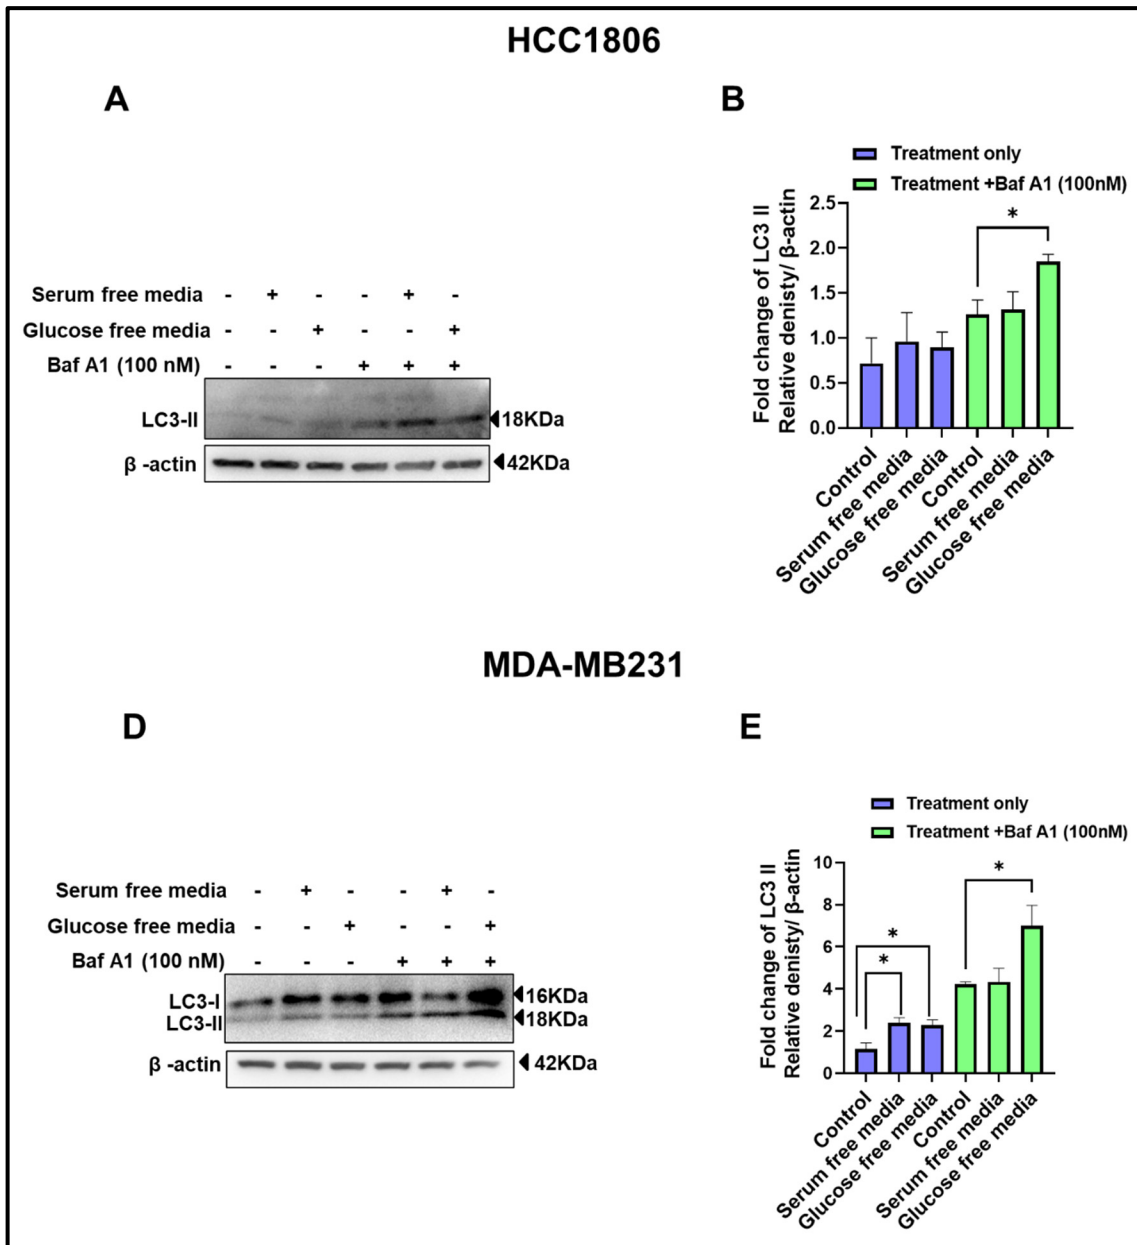 HCC1806
A
Serum free media - + - - + -
Glucose free media - - + - - +
Baf A1 (100 nM) - - - + + +
LC3-II
18KDa
β -actin
42KDa
B
Treatment only
Treatment +Baf A1 (100nM)
Fold change of LC3 II
Relative denisty/ β-actin
2.5
2.0
1.5
1.0
0.5
0.0
*
Control
Serum free media
Glucose free media
Control
Serum free media
Glucose free media
MDA-MB231
D
Serum free media - + - - + -
Glucose free media - - + - - +
Baf A1 (100 nM) - - - + + +
LC3-I
16KDa
LC3-II
18KDa
β -actin
42KDa
E
Treatment only
Treatment +Baf A1 (100nM)
Fold change of LC3 II
Relative denisty/ β-actin
10
8
6
4
2
0
*
*
*
Control
Serum free media
Glucose free media
Control
Serum free media
Glucose free media